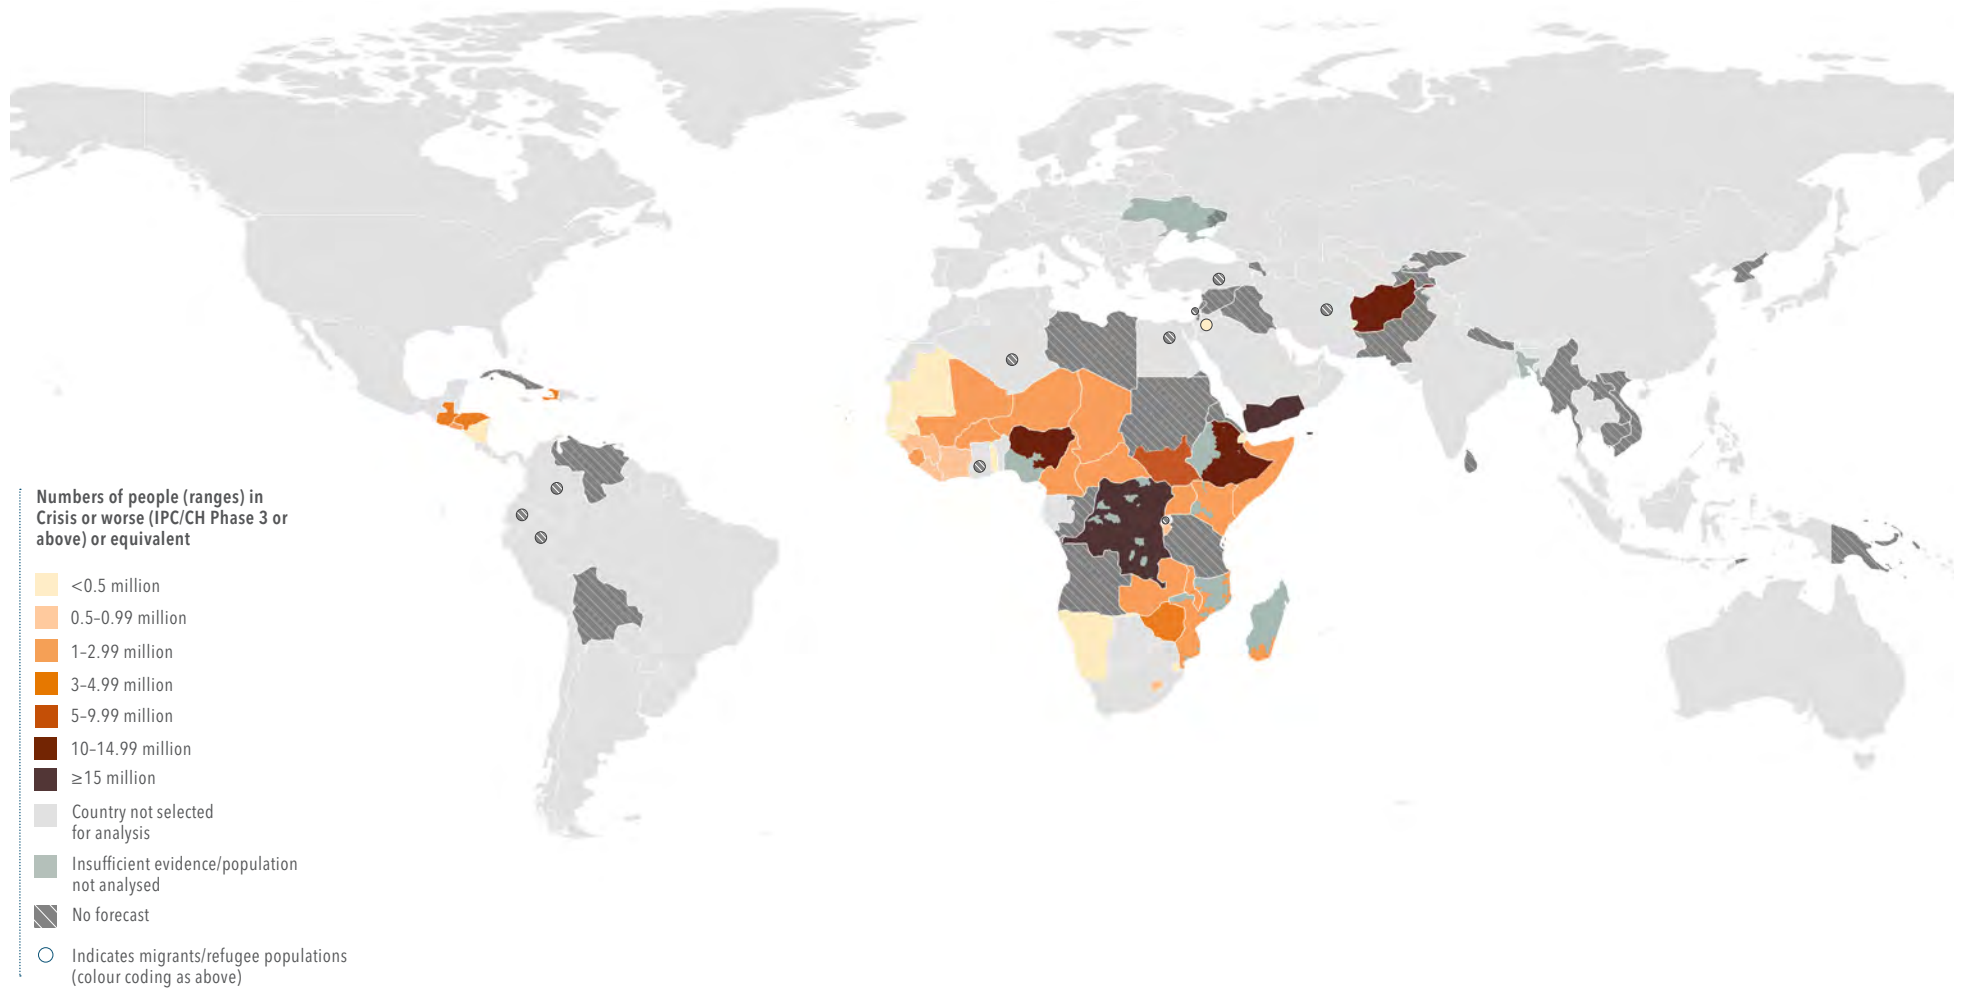 Numbers of people (ranges) in
Crisis or worse (IPC/CH Phase 3 or
above) or equivalent
<0.5 million
0.5–0.99 million
1–2.99 million
3–4.99 million
5–9.99 million
10–14.99 million
≥15 million
Country not selected
for analysis
Insufficient evidence/population
not analysed
No forecast
Indicates migrants/refugee populations
(colour coding as above)